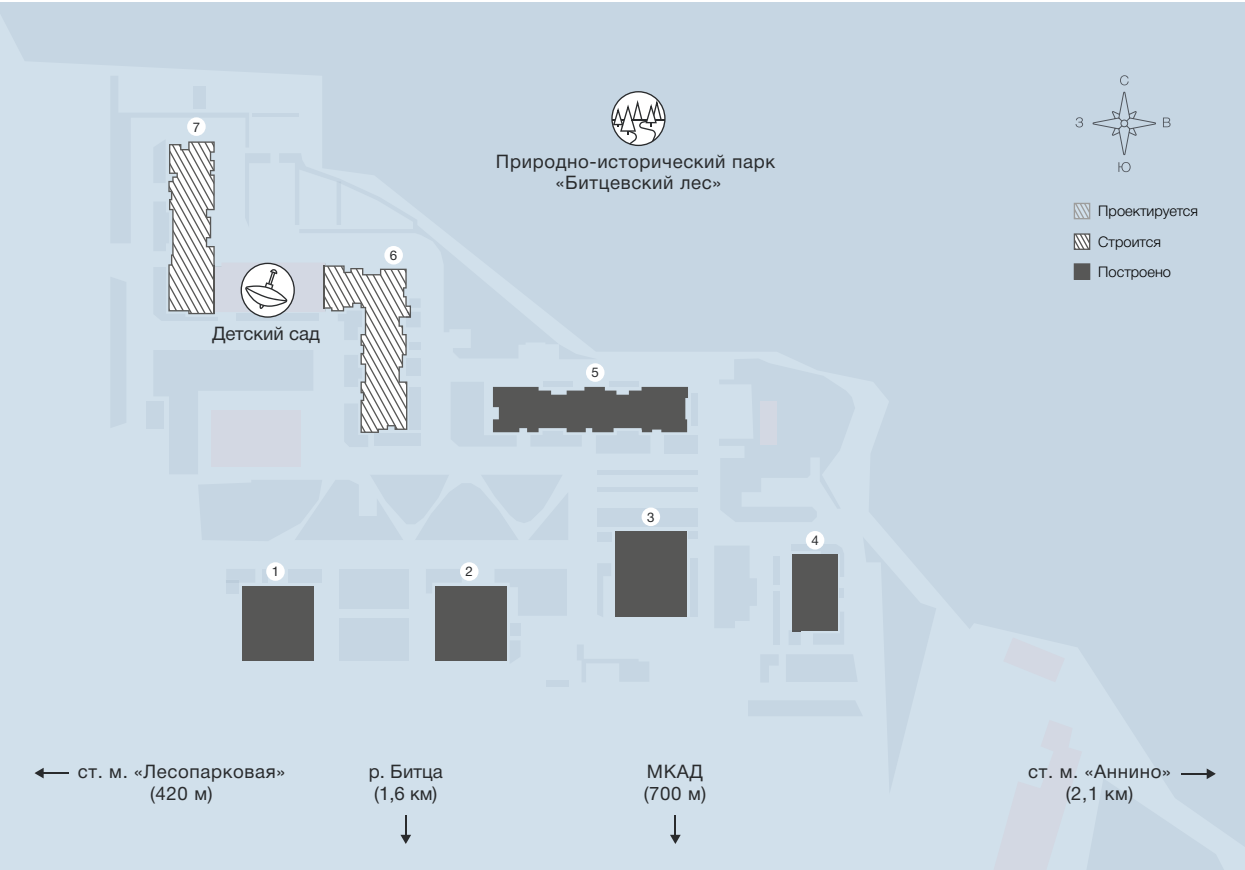 С
З
В
Ю
Природно-исторический парк
«Битцевский лес»
Проектируется
Строится
Построено
7
6
Детский сад
5
3
4
1
2
ст. м. «Лесопарковая»
(420 м)
р. Битца
(1,6 км)
МКАД
(700 м)
ст. м. «Аннино»
(2,1 км)